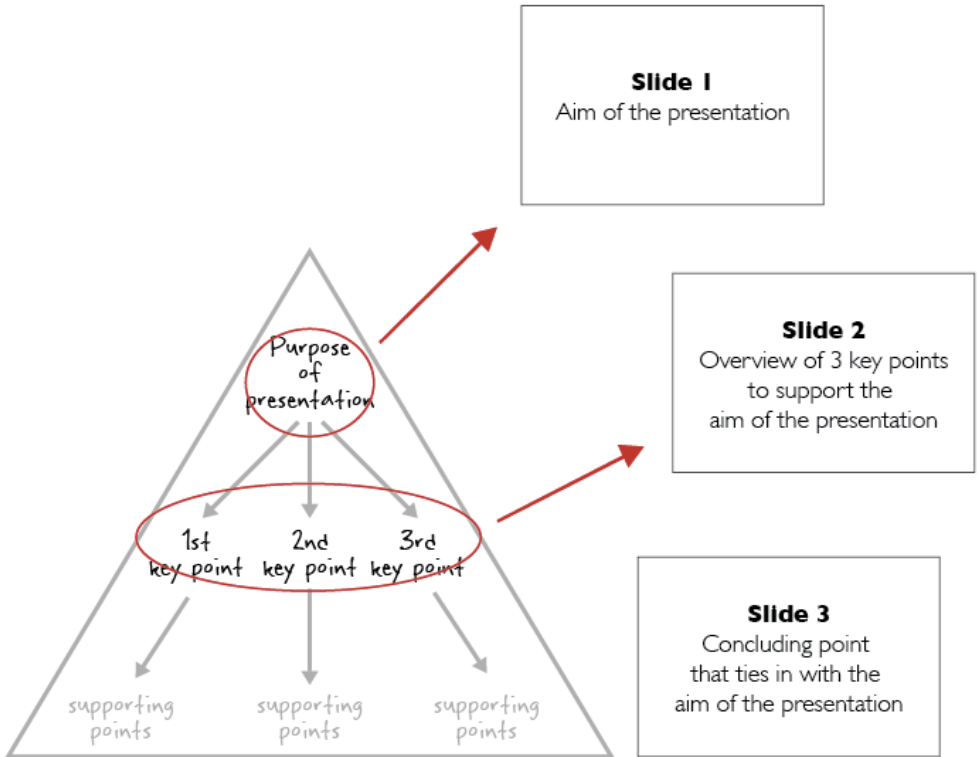 Slide 1
Aim of the presentation
Purpose
of
presentation
Slide 2
Overview of 3 key points
to support the
aim of the presentation
1st
key point
2nd
key point
3rd
key point
Slide 3
Concluding point
that ties in with the
aim of the presentation
supporting
points
supporting
points
supporting
points